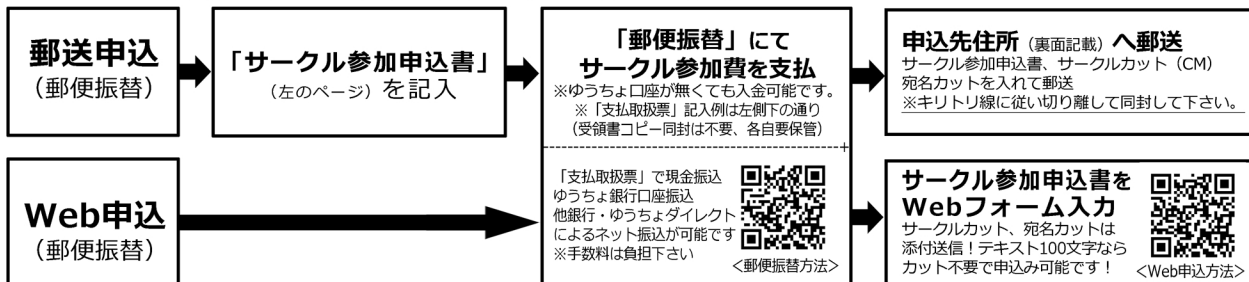 郵送申込
(郵便振替)
「サークル参加申込書」
(左のページ)を記入
「郵便振替」にて
サークル参加費を支払
※ゆうちょ口座が無くても入金可能です。
※「支払取扱票」記入例は左側下の通り
(受領書コピー同封は不要、各自要保管)
申込先住所(裏面記載)へ郵送
サークル参加申込書、サークルカット(CM)
宛名カットを入れて郵送
※キリトリ線に従い切り離して同封して下さい。
Web申込
(郵便振替)
「支払取扱票」で現金振込
ゆうちょ銀行口座振込
他銀行・ゆうちょダイレクト
によるネット振込が可能です
※手数料は負担下さい
<郵便振替方法>
サークル参加申込書を
Webフォーム入力
サークルカット、宛名カットは
添付送信！テキスト100文字なら
カット不要で申込み可能です！
<Web申込方法>